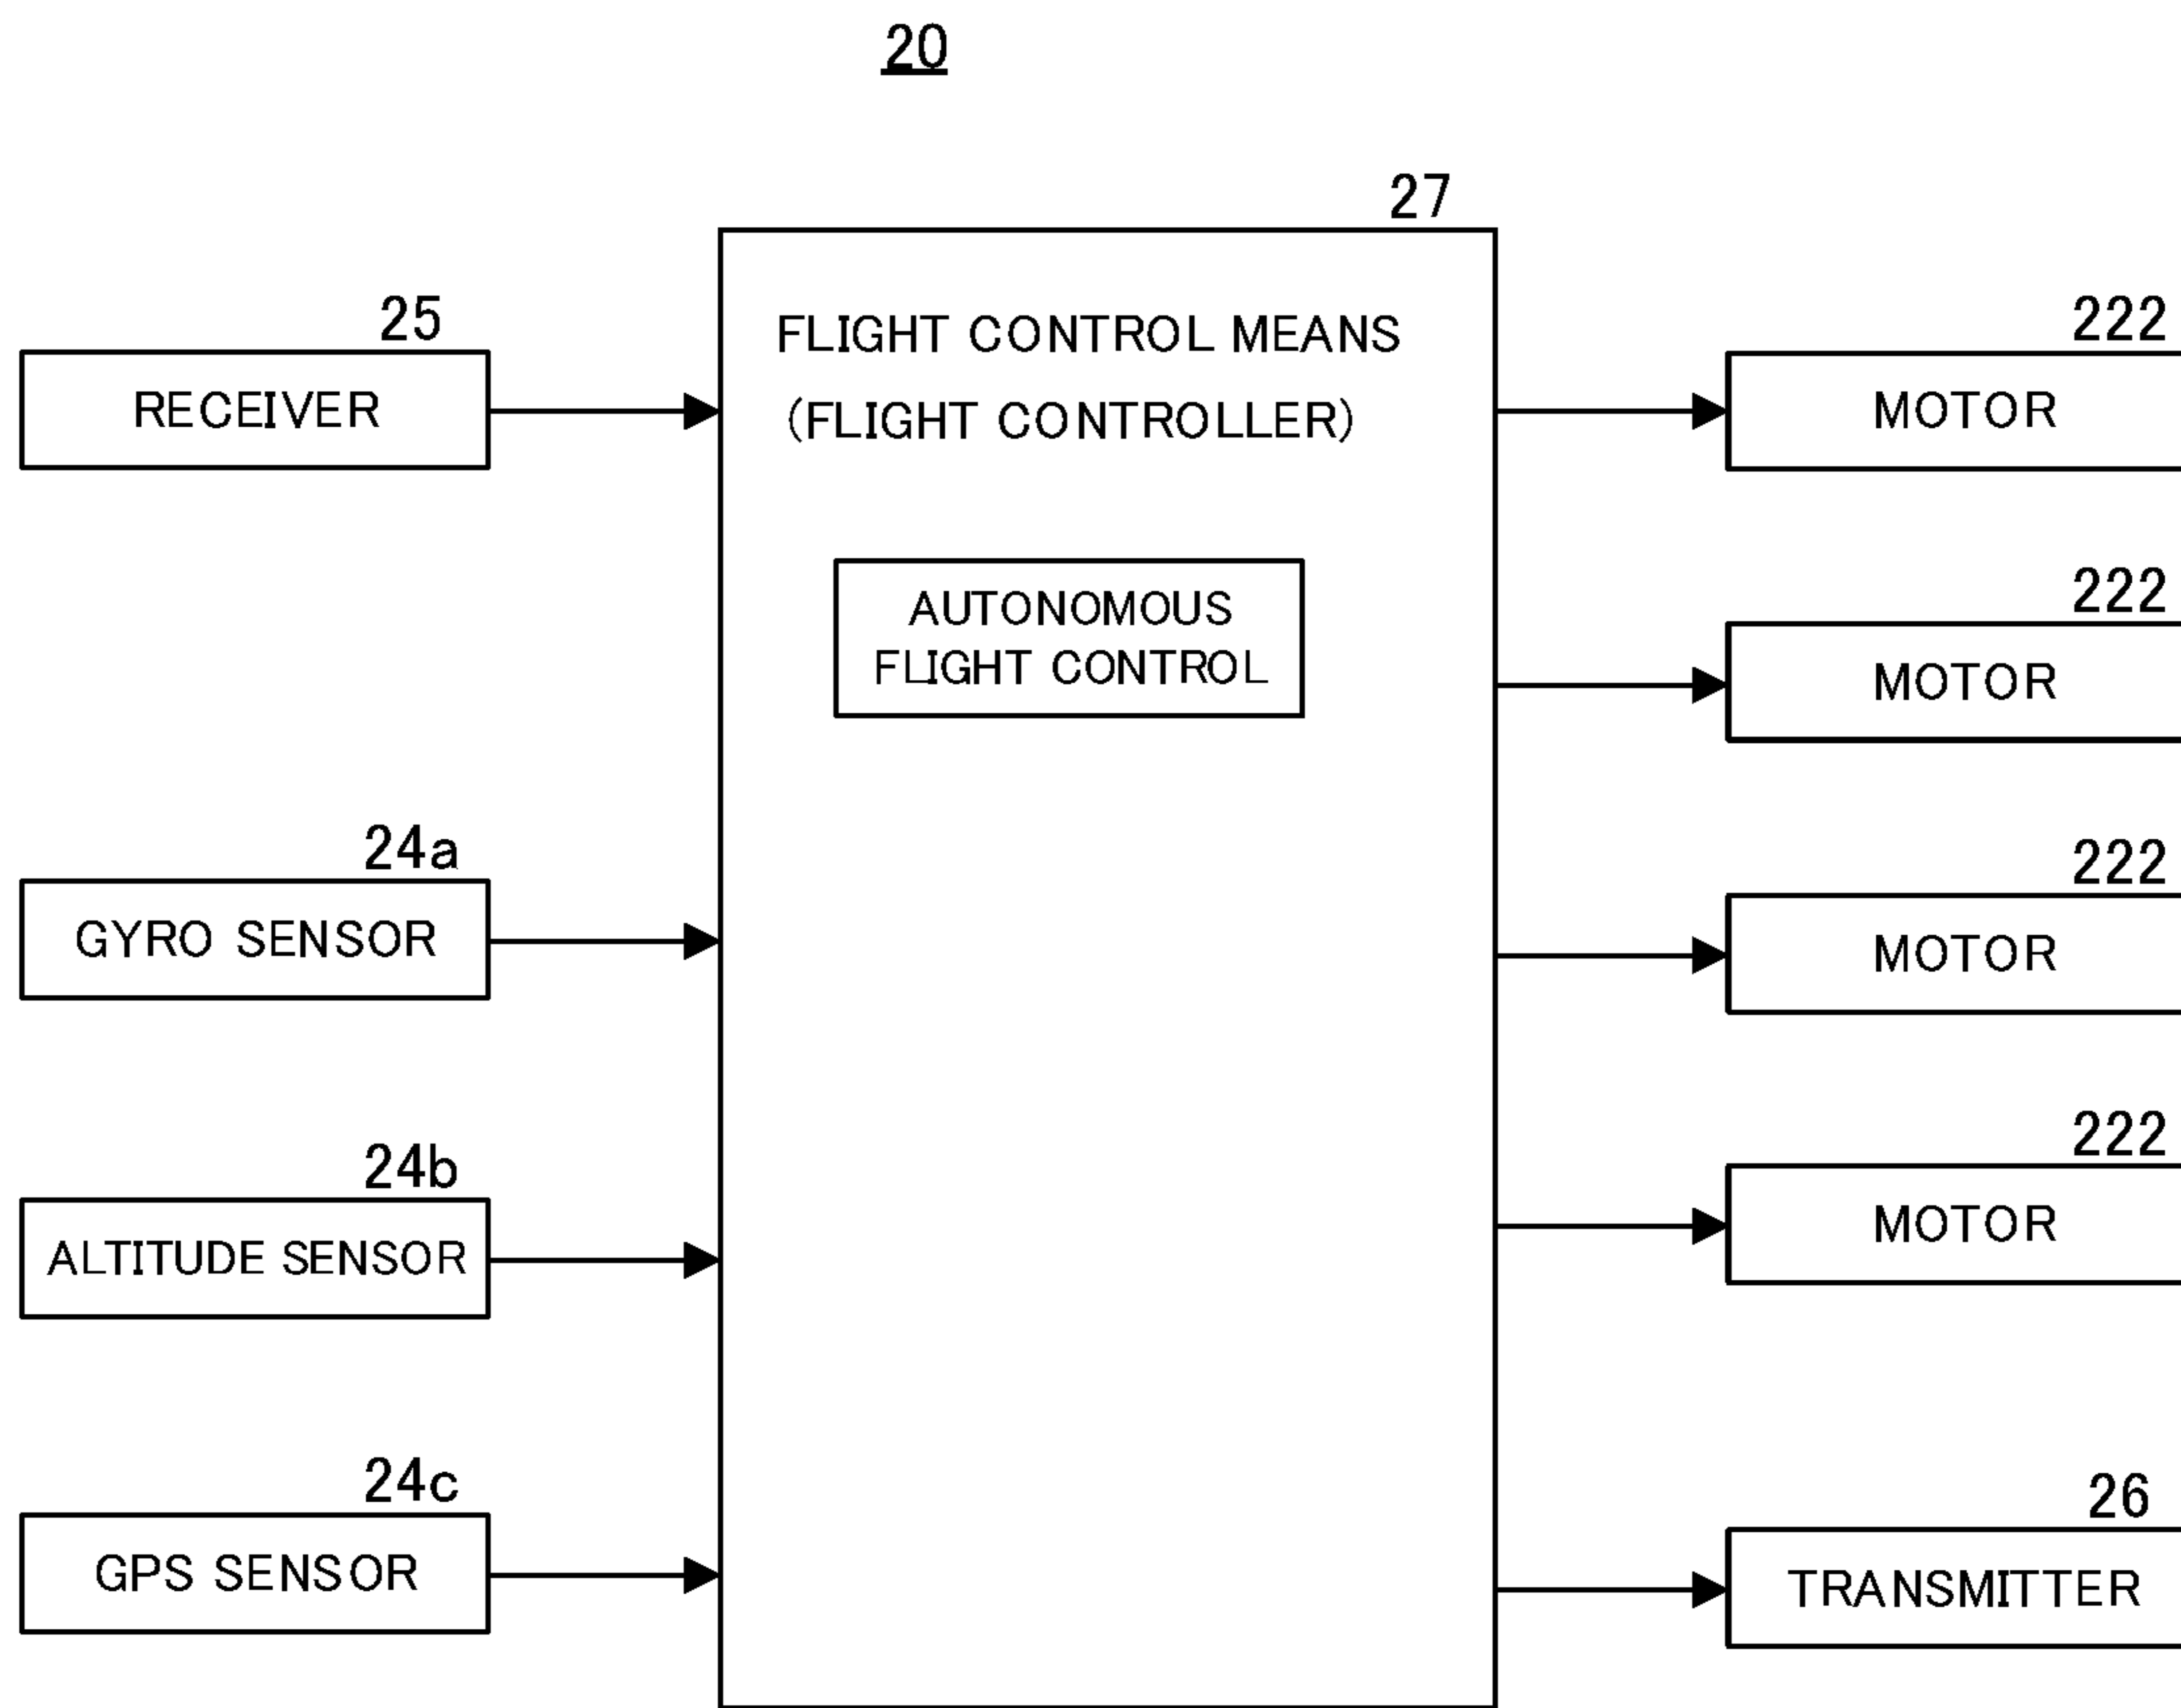 20
27
FLIGHT CONTROL MEANS
(FLIGHT CONTROLLER)
AUTONOMOUS
FLIGHT CONTROL
25
RECEIVER
24a
GYRO SENSOR
24b
ALTITUDE SENSOR
24c
GPS SENSOR
222
MOTOR
222
MOTOR
222
MOTOR
222
MOTOR
26
TRANSMITTER